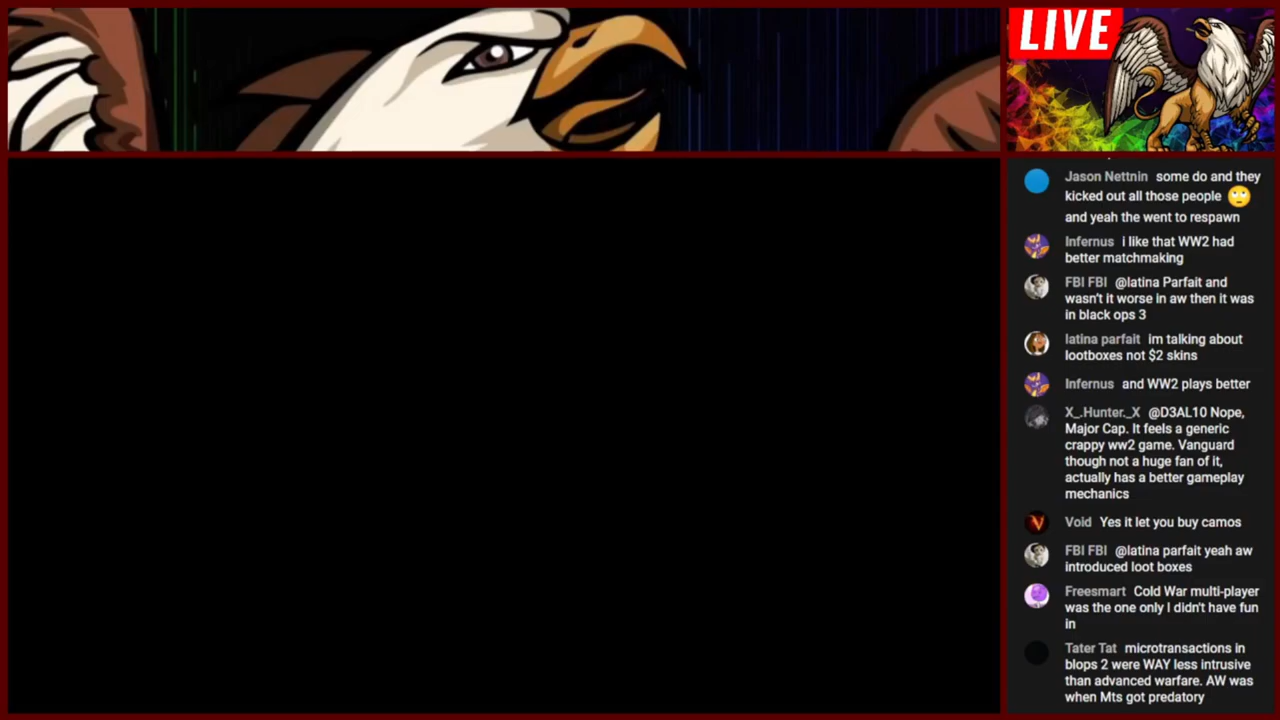 LIVE
Jason Nettnin some do and they
kicked out all those people 🙄
and yeah the went to respawn
Infernus i like that WW2 had
better matchmaking
FBI FBI @latina Parfait and
wasn't it worse in aw then it was
in black ops 3
latina parfait im talking about
lootboxes not $2 skins
Infernus and WW2 plays better
X_.Hunter._X @D3AL10 Nope,
Major Cap. It feels a generic
crappy ww2 game. Vanguard
though not a huge fan of it,
actually has a better gameplay
mechanics
Void Yes it let you buy camos
FBI FBI @latina parfait yeah aw
introduced loot boxes
Freesmart Cold War multi-player
was the one only I didn't have fun
in
Tater Tat microtransactions in
blops 2 were WAY less intrusive
than advanced warfare. AW was
when Mts got predatory